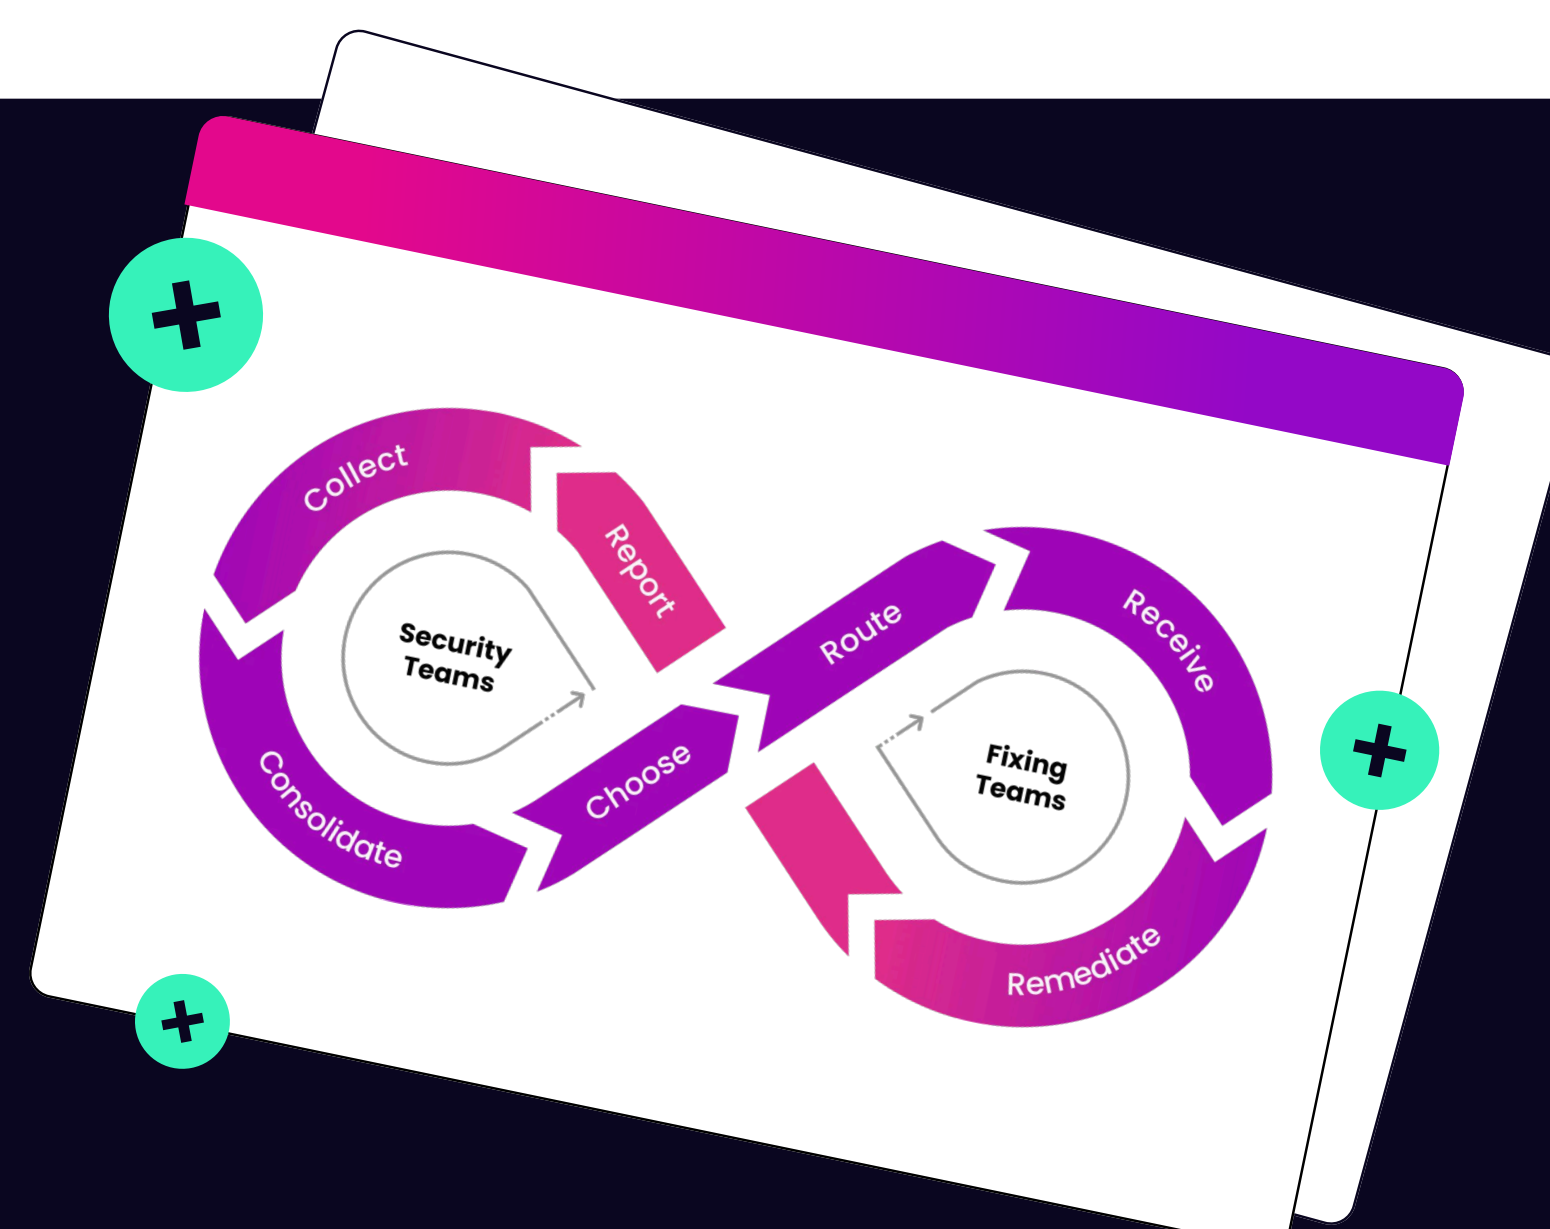 Collect
Report
Security
Teams
Consolidate
Choose
Route
Receive
Fixing
Teams
Remediate